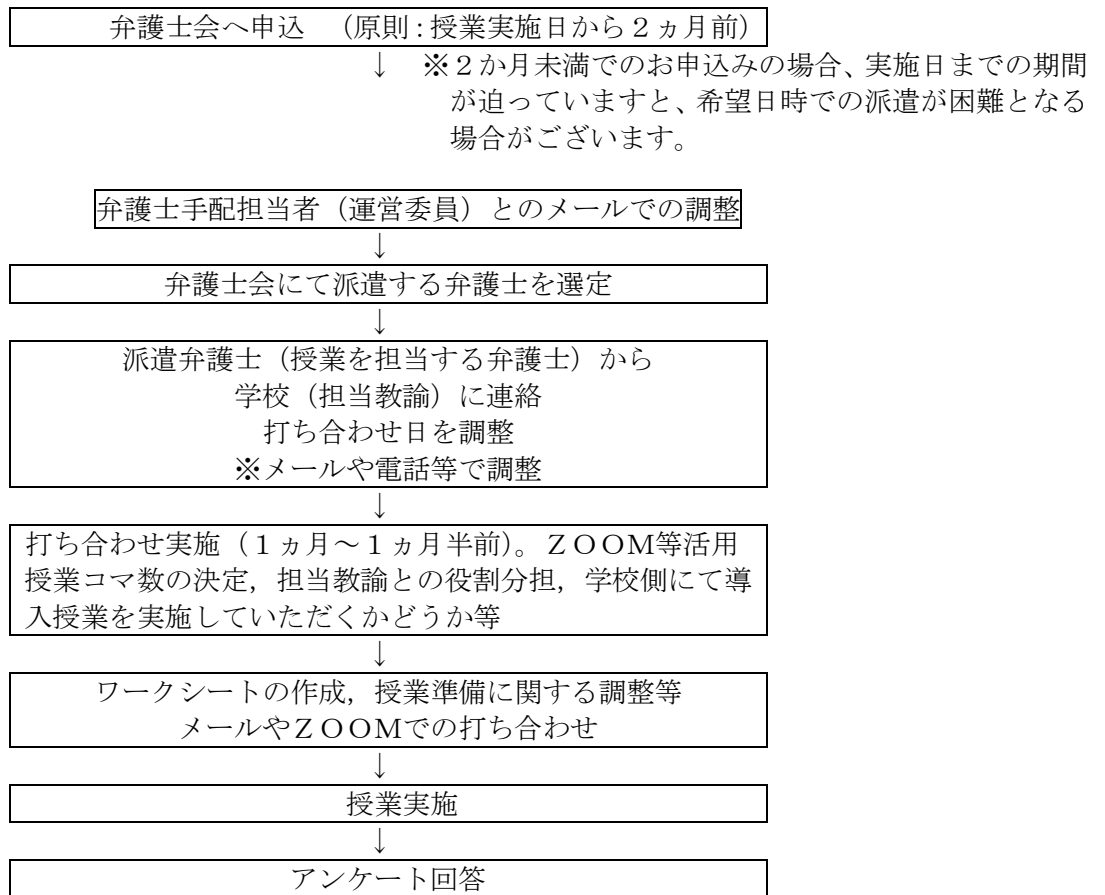 弁護士会へ申込　（原則：授業実施日から２ヵ月前）
↓　※２か月未満でのお申込みの場合、実施日までの期間
が迫っていますと、希望日時での派遣が困難となる
場合がございます。
弁護士手配担当者（運営委員）とのメールでの調整
↓
弁護士会にて派遣する弁護士を選定
↓
派遣弁護士（授業を担当する弁護士）から
学校（担当教諭）に連絡
打ち合わせ日を調整
※メールや電話等で調整
↓
打ち合わせ実施（１ヵ月～１ヵ月半前）。ＺＯＯＭ等活用
授業コマ数の決定，担当教諭との役割分担，学校側にて導
入授業を実施していただくかどうか等
↓
ワークシートの作成，授業準備に関する調整等
メールやＺＯＯＭでの打ち合わせ
↓
授業実施
↓
アンケート回答